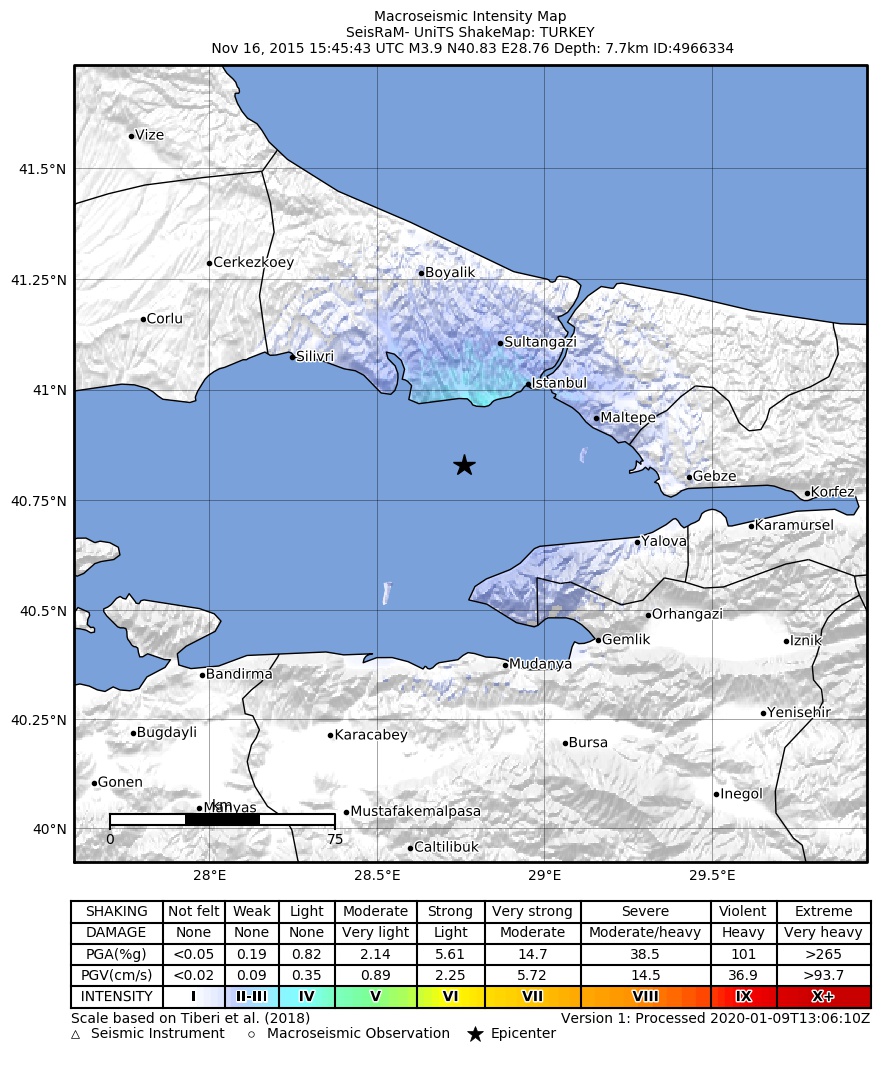 Macroseismic Intensity Map
SeisRaM- UniTS ShakeMap: TURKEY
Nov 16, 2015 15:45:43 UTC M3.9 N40.83 E28.76 Depth: 7.7km ID:4966334
Vize
41.5°N
Cerkezkoey
Boyalik
41.25°N
Corlu
Sultangazi
Silivri
Istanbul
41°N
Maltepe
Gebze
Korfez
40.75°N
Karamursel
Yalova
40.5°N
Orhangazi
Gemlik
Iznik
Mudanya
Bandirma
Yenisehir
40.25°N
Bugdayli
Karacabey
Bursa
Gonen
Inegol
km
Manyas
Mustafakemalpasa
40°N
0
75
Caltilibuk
28°E
28.5°E
29°E
29.5°E
SHAKING Not felt Weak Light Moderate Strong Very strong Severe Violent Extreme
DAMAGE None None None Very light Light Moderate Moderate/heavy Heavy Very heavy
PGA(%g) <0.05 0.19 0.82 2.14 5.61 14.7 38.5 101 >265
PGV(cm/s) <0.02 0.09 0.35 0.89 2.25 5.72 14.5 36.9 >93.7
INTENSITY I II-III IV V VI VII VIII IX X+
Scale based on Tiberi et al. (2018) Version 1: Processed 2020-01-09T13:06:10Z
Seismic Instrument Macroseismic Observation Epicenter